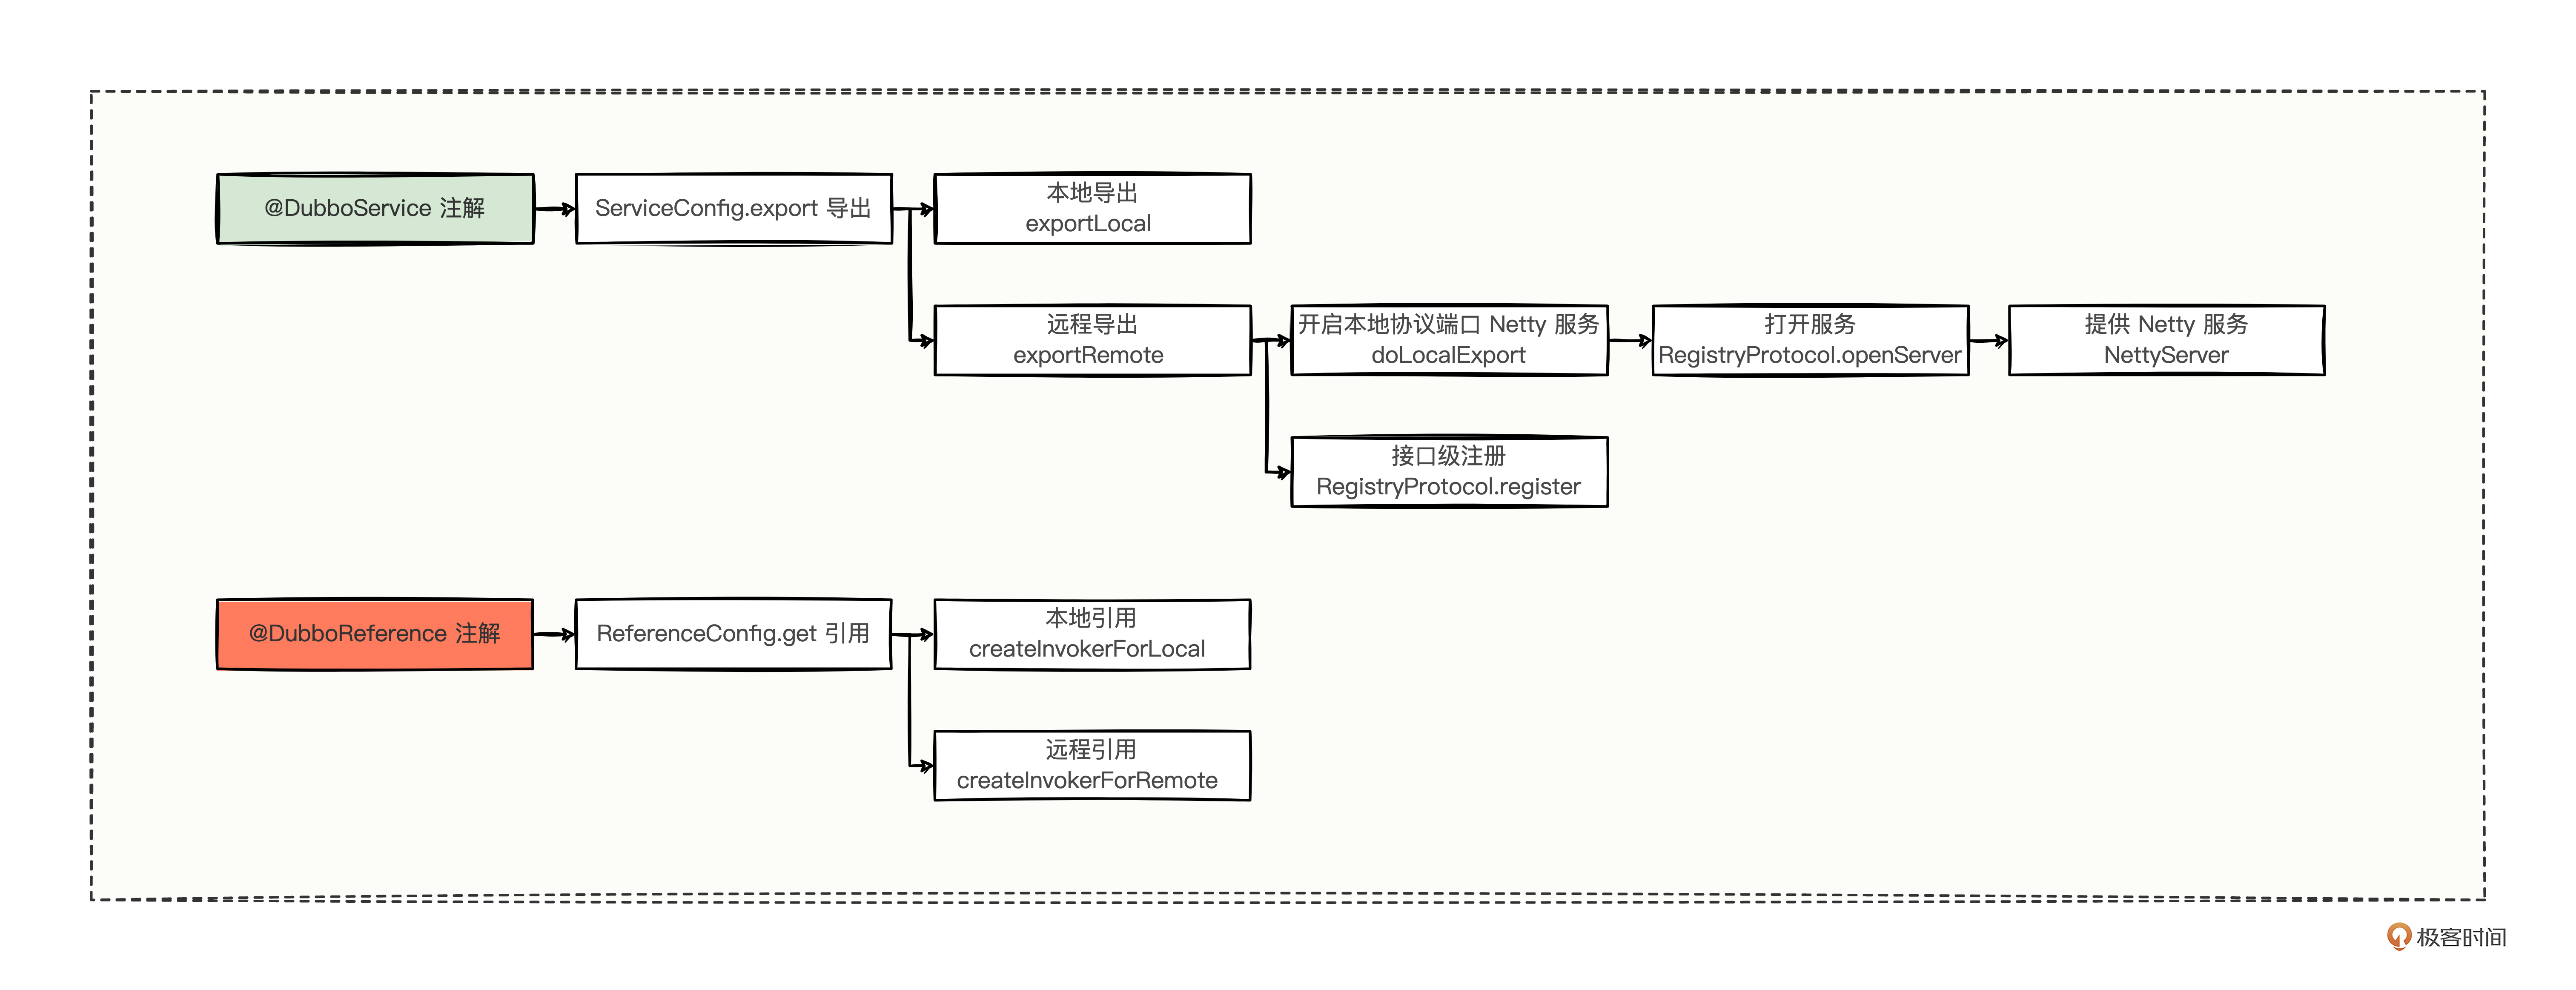 @DubboService 注解
ServiceConfig.export 导出
本地导出
exportLocal
远程导出
exportRemote
开启本地协议端口 Netty 服务
doLocalExport
打开服务
RegistryProtocol.openServer
提供 Netty 服务
NettyServer
接口级注册
RegistryProtocol.register
@DubboReference 注解
ReferenceConfig.get 引用
本地引用
createInvokerForLocal
远程引用
createInvokerForRemote
极客时间